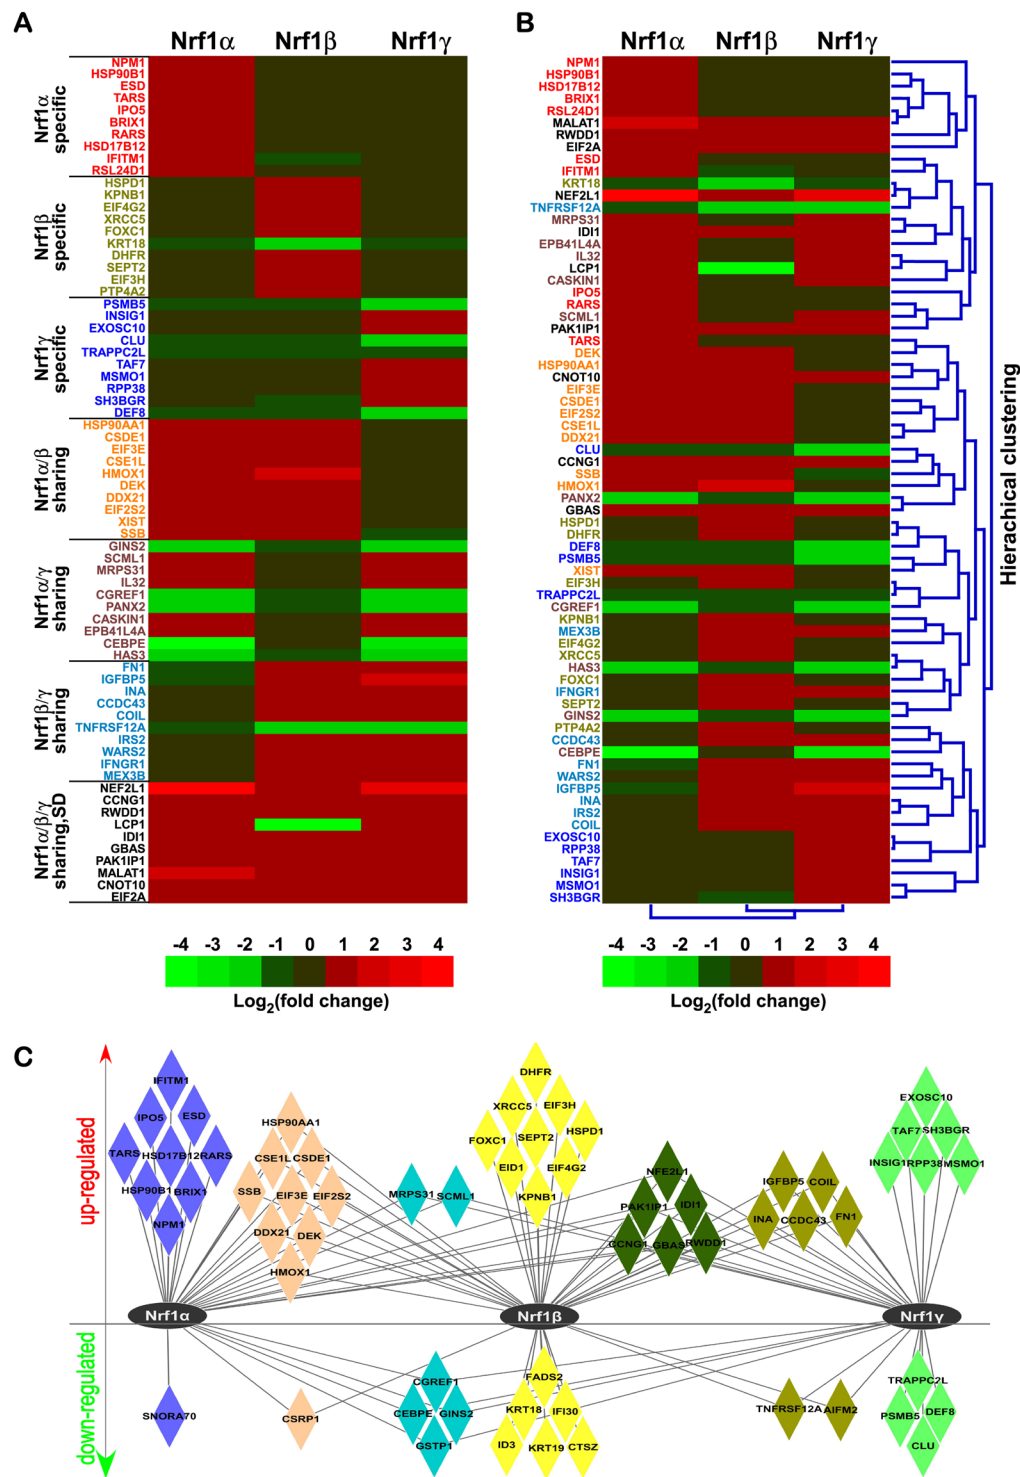 A
Nrf1α Nrf1β Nrf1γ
Nrf1α specific
NPM1
HSP90B1
ESD
TARS
IPO5
BRIX1
RARS
HSD17B12
IFITM1
RSL24D1
Nrf1β specific
HSPD1
KPNB1
EIF4G2
XRCC5
FOXC1
KRT18
DHFR
SEPT2
EIF3H
PTP4A2
Nrf1γ specific
PSMB5
INSIG1
EXOSC10
CLU
TRAPPC2L
TAF7
MSMO1
RPP38
SH3BGR
DEF8
Nrf1α/β sharing
HSP90AA1
CSDE1
EIF3E
CSE1L
HMOX1
DEK
DDX21
EIF2S2
XIST
SSB
Nrf1α/γ sharing
GINS2
SCML1
MRPS31
IL32
CGREF1
PANX2
CASKIN1
EPB41L4A
CEBPE
HAS3
Nrf1β/γ sharing
FN1
IGFBP5
INA
CCDC43
COIL
TNFRSF12A
IRS2
WARS2
IFNGR1
MEX3B
Nrf1α/β/γ sharing,SD
NEF2L1
CCNG1
RWDD1
LCP1
IDI1
GBAS
PAK1IP1
MALAT1
CNOT10
EIF2A
-4 -3 -2 -1 0 1 2 3 4
Log2(fold change)
B
Nrf1α Nrf1β Nrf1γ
NPM1
HSP90B1
HSD17B12
BRIX1
RSL24D1
MALAT1
RWDD1
EIF2A
ESD
IFITM1
KRT18
NEF2L1
TNFRSF12A
MRPS31
IDI1
EPB41L4A
IL32
LCP1
CASKIN1
IPO5
RARS
SCML1
PAK1IP1
TARS
DEK
HSP90AA1
CNOT10
EIF3E
CSDE1
EIF2S2
CSE1L
DDX21
CLU
CCNG1
SSB
HMOX1
PANX2
GBAS
HSPD1
DHFR
DEF8
PSMB5
XIST
EIF3H
TRAPPC2L
CGREF1
KPNB1
MEX3B
EIF4G2
XRCC5
HAS3
FOXC1
IFNGR1
SEPT2
GINS2
PTP4A2
CCDC43
CEBPE
FN1
WARS2
IGFBP5
INA
IRS2
COIL
EXOSC10
RPP38
TAF7
INSIG1
MSMO1
SH3BGR
Hierachical clustering
-4 -3 -2 -1 0 1 2 3 4
Log2(fold change)
C
up-regulated
IFITM1
IPO5 ESD
TARS HSD17B12 RARS
HSP90B1 BRIX1
NPM1
HSP90AA1
CSE1L CSDE1
SSB EIF3E EIF2S2
DDX21 DEK
HMOX1
MRPS31 SCML1
DHFR
XRCC5 EIF3H
FOXC1 SEPT2 HSPD1
EID1 EIF4G2
KPNB1
NFE2L1
PAK1IP1 IDI1
CCNG1 GBAS RWDD1
IGFBP5 COIL
INA CCDC43 FN1
EXOSC10
TAF7 SH3BGR
INSIG1 RPP38 MSMO1
Nrf1α Nrf1β Nrf1γ
down-regulated
SNORA70
CSRP1
CGREF1
CEBPE GINS2
GSTP1
FADS2
KRT18 IFI30
ID3 KRT19 CTSZ
TNFRSF12A AIFM2
TRAPPC2L
PSMB5 DEF8
CLU